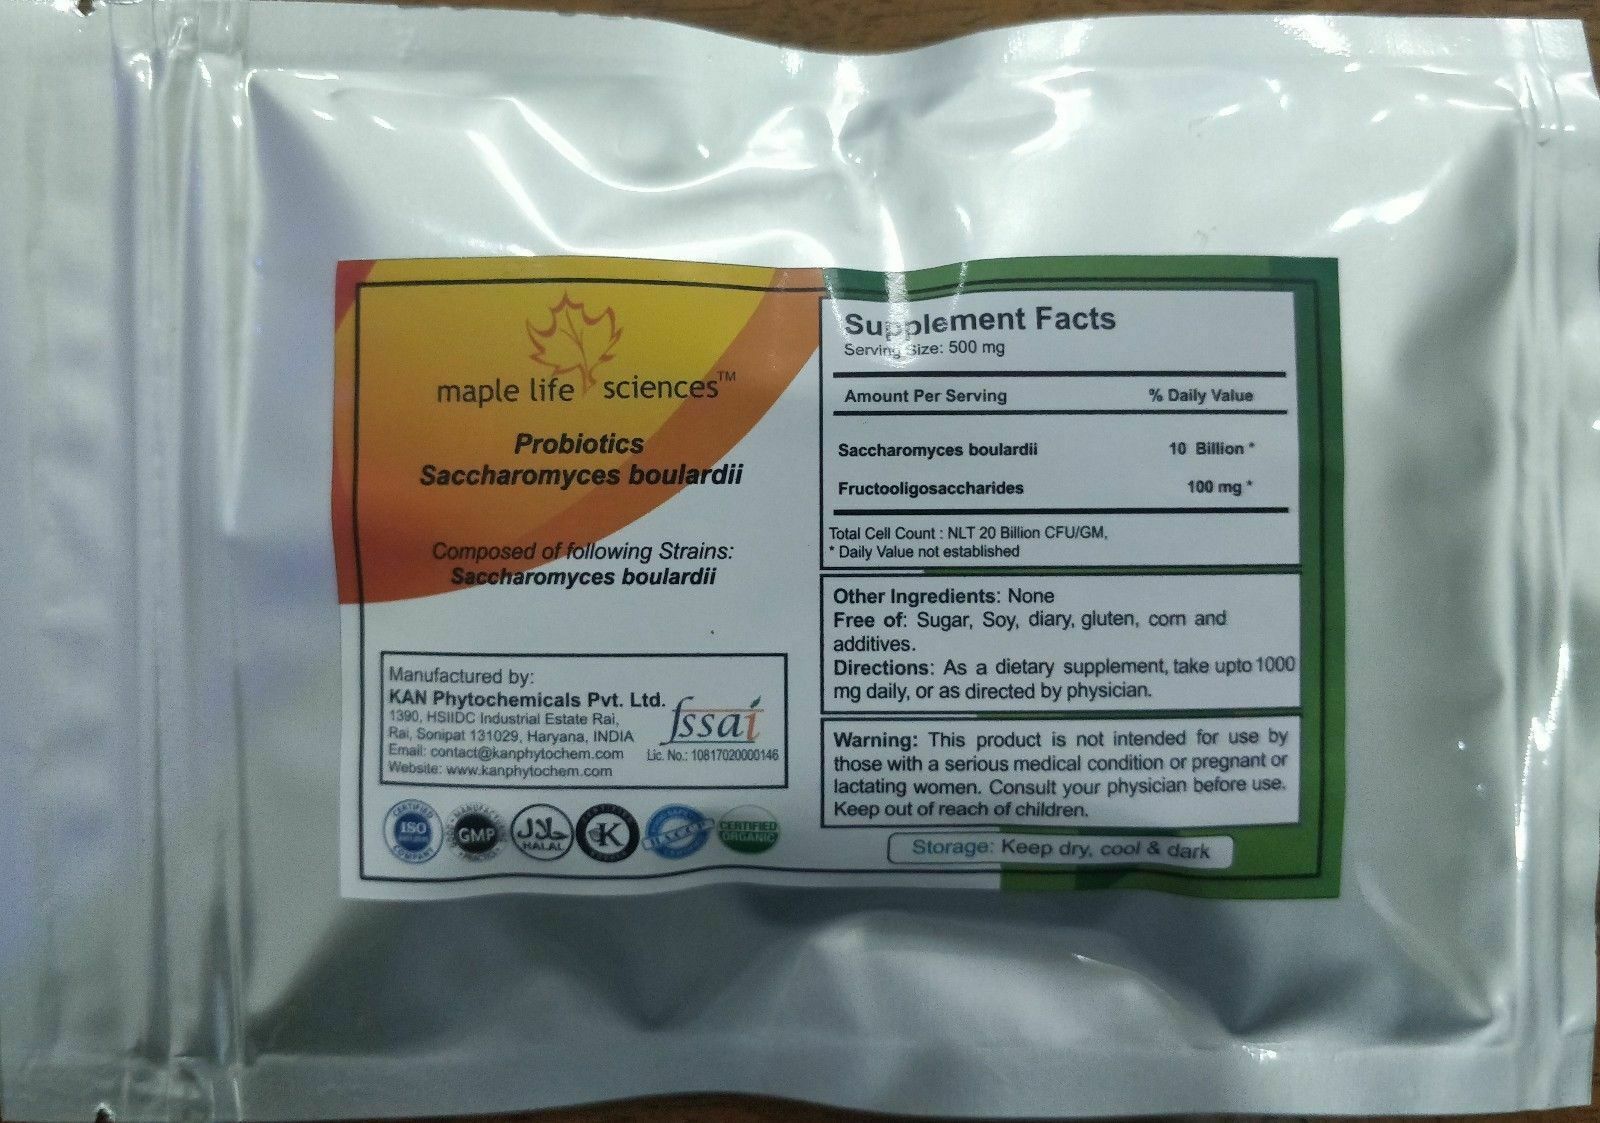 maple life sciences™
Probiotics
Saccharomyces boulardii
Composed of following Strains:
Saccharomyces boulardii
Manufactured by:
KAN Phytochemicals Pvt. Ltd.
1390, HSIIDC Industrial Estate Rai,
Rai, Sonipat 131029, Haryana, INDIA
Email: contact@kanphytochem.com
Website: www.kanphytochem.com
fssai
Lic. No.: 10817020000146
CERTIFIED
ISO
COMPANY
GMP
حلال
HALAL
K
CERTIFIED
ORGANIC
Supplement Facts
Serving Size: 500 mg
Amount Per Serving % Daily Value
Saccharomyces boulardii 10 Billion *
Fructooligosaccharides 100 mg *
Total Cell Count : NLT 20 Billion CFU/GM,
* Daily Value not established
Other Ingredients: None
Free of: Sugar, Soy, diary, gluten, corn and
additives.
Directions: As a dietary supplement, take upto 1000
mg daily, or as directed by physician.
Warning: This product is not intended for use by
those with a serious medical condition or pregnant or
lactating women. Consult your physician before use.
Keep out of reach of children.
Storage: Keep dry, cool & dark